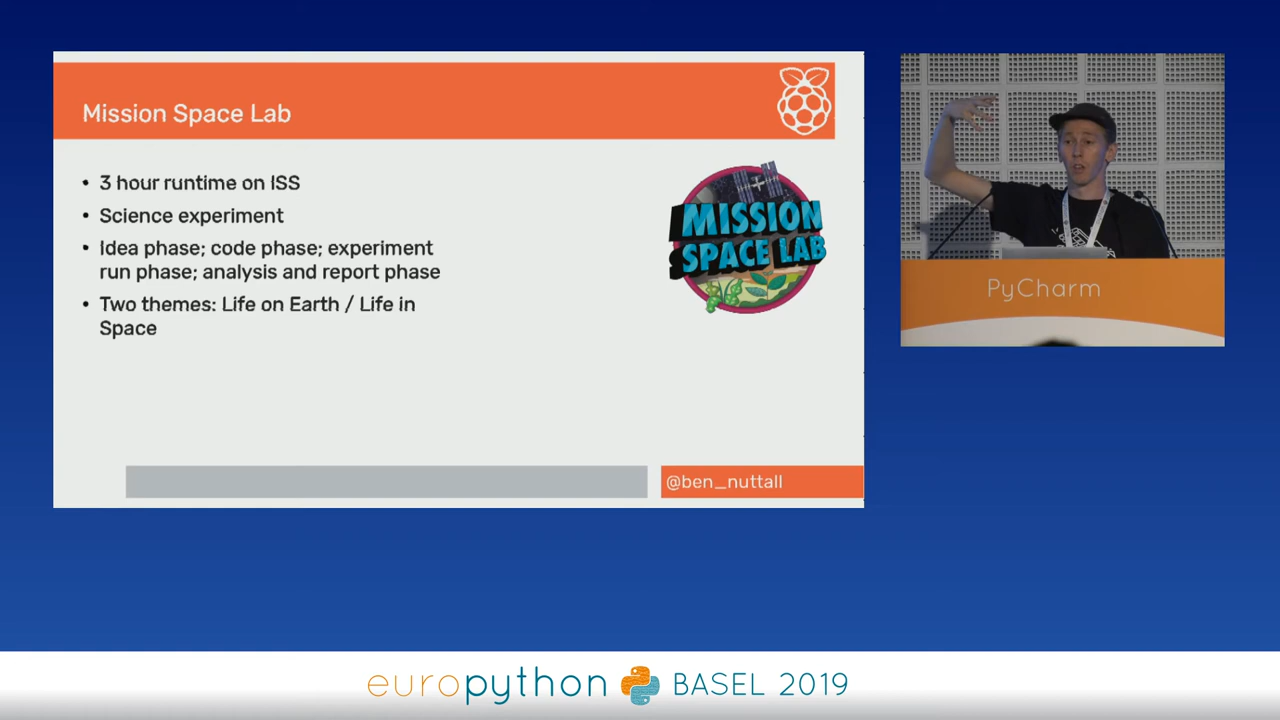 Mission Space Lab
• 3 hour runtime on ISS
• Science experiment
• Idea phase; code phase; experiment
run phase; analysis and report phase
• Two themes: Life on Earth / Life in
Space
MISSION
SPACE LAB
@ben_nuttall
PyCharm
europython BASEL 2019